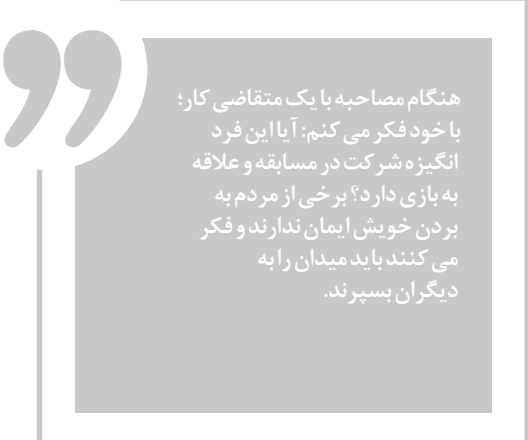 هنگام مصاحبه با یک متقاضی کار؛
با خود فکر می کنم: آیا این فرد
انگیزه شرکت در مسابقه و علاقه
به بازی دارد؟ برخی از مردم به
بردن خویش ایمان ندارند و فکر
می کنند باید میدان را به
دیگران بسپرند.